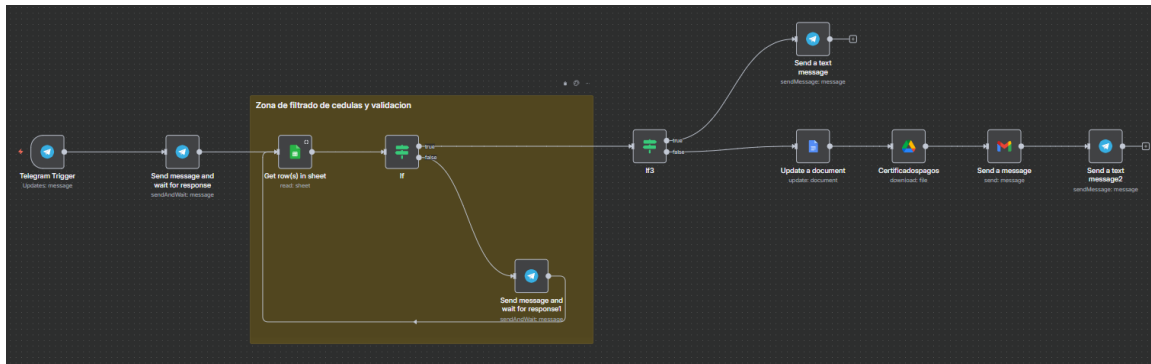 Send a text
message
sendMessage: message
Zona de filtrado de cedulas y validacion
true
false
true
false
Telegram Trigger
Updates: message
Send message and
wait for response
sendAndWait: message
Get row(s) in sheet
read: sheet
If
If3
Update a document
update: document
Certificadospagos
download: file
Send a message
send: message
Send a text
message2
sendMessage: message
Send message and
wait for response1
sendAndWait: message